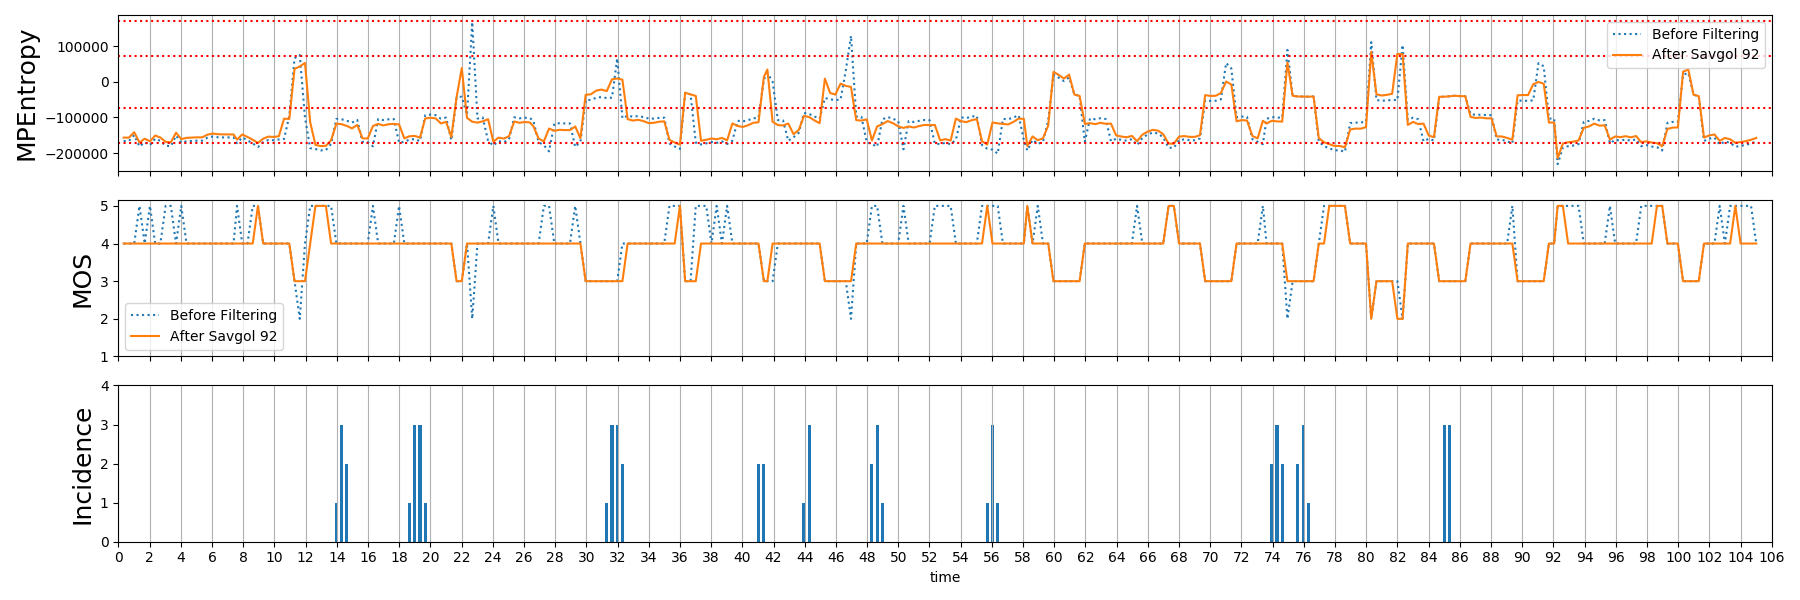 MPEntropy
100000
0
−100000
−200000
Before Filtering
After Savgol 92
MOS
5
4
3
2
1
Before Filtering
After Savgol 92
Incidence
4
3
2
1
0
0 2 4 6 8 10 12 14 16 18 20 22 24 26 28 30 32 34 36 38 40 42 44 46 48 50 52 54 56 58 60 62 64 66 68 70 72 74 76 78 80 82 84 86 88 90 92 94 96 98 100 102 104 106
time